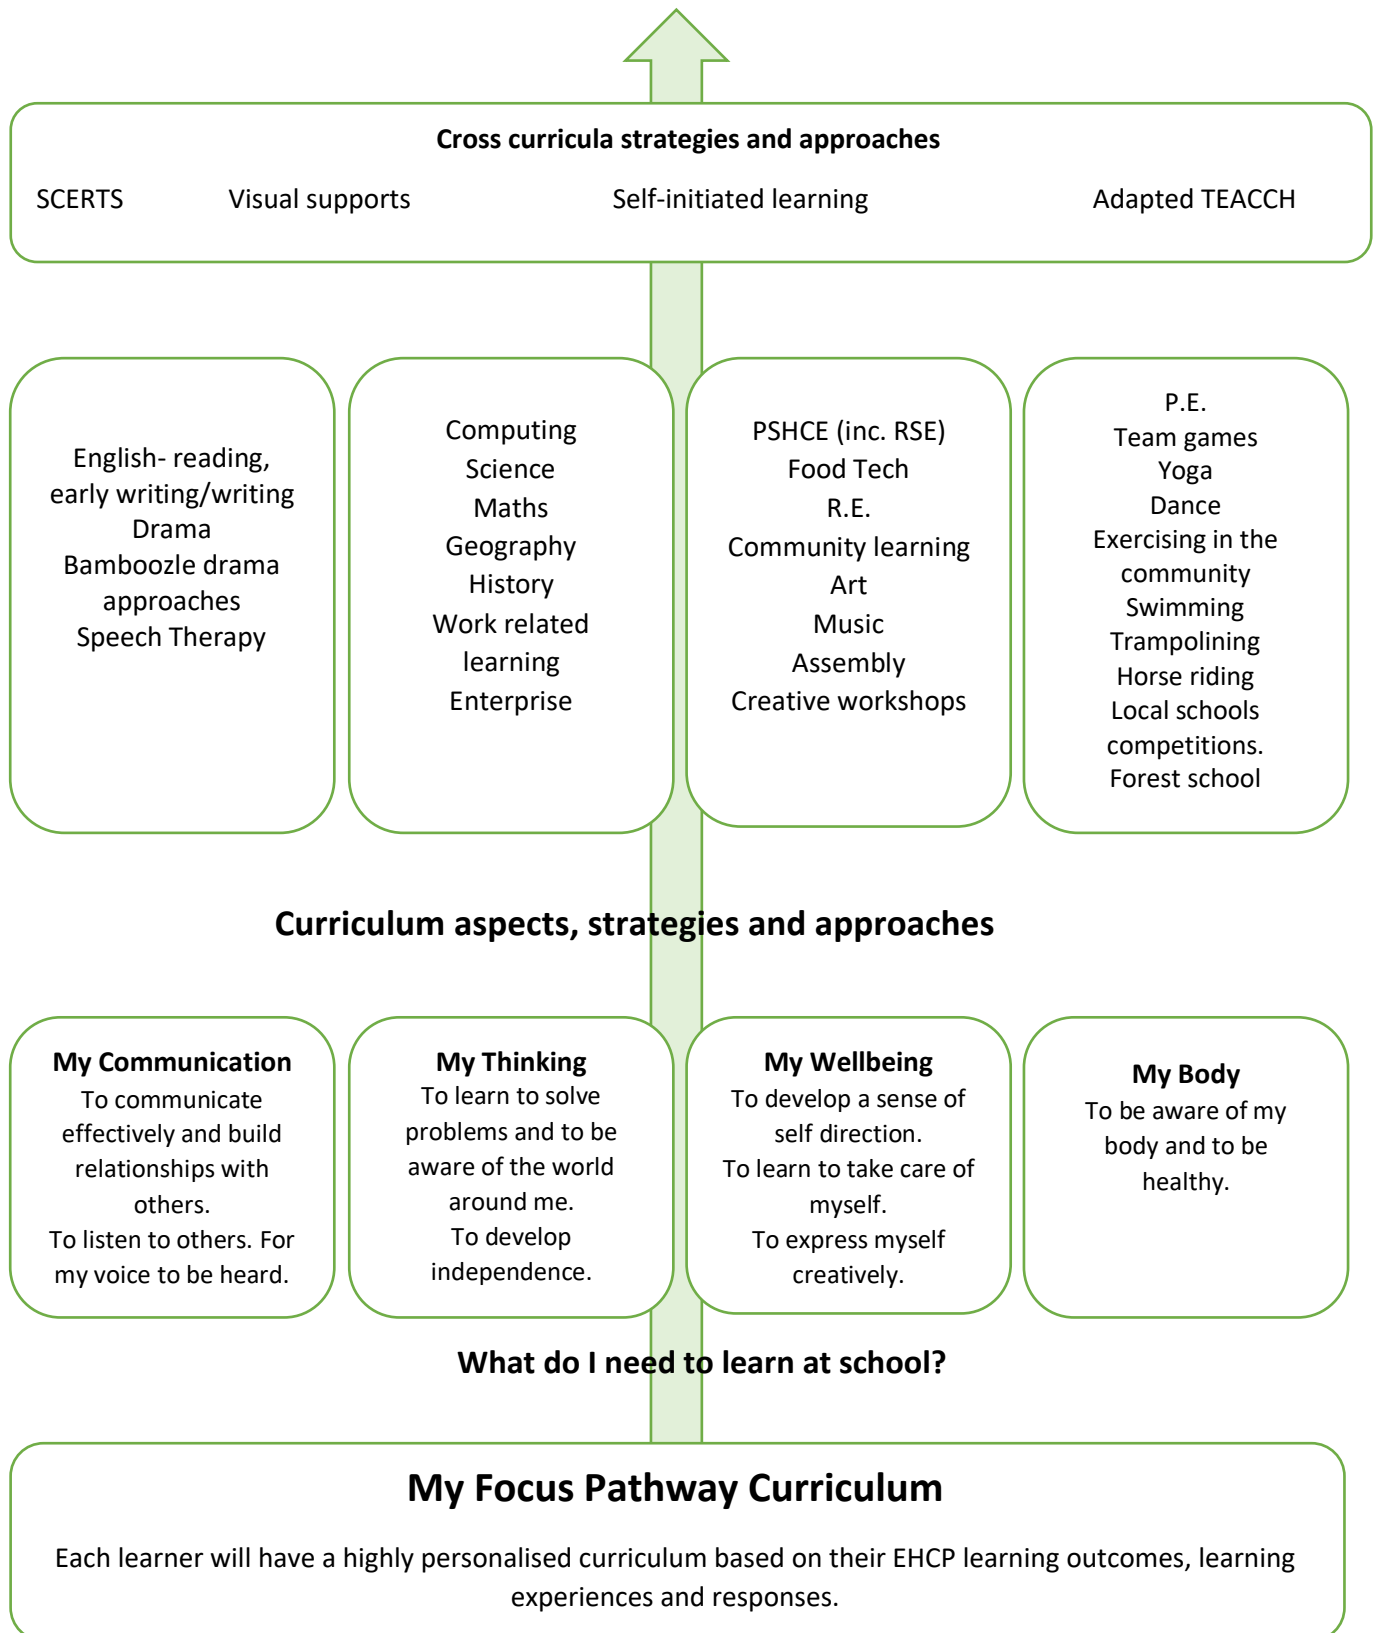 Cross curricula strategies and approaches
SCERTS Visual supports Self-initiated learning Adapted TEACCH
English- reading,
early writing/writing
Drama
Bamboozle drama
approaches
Speech Therapy
Computing
Science
Maths
Geography
History
Work related
learning
Enterprise
PSHCE (inc. RSE)
Food Tech
R.E.
Community learning
Art
Music
Assembly
Creative workshops
P.E.
Team games
Yoga
Dance
Exercising in the
community
Swimming
Trampolining
Horse riding
Local schools
competitions.
Forest school
Curriculum aspects, strategies and approaches
My Communication
To communicate
effectively and build
relationships with
others.
To listen to others. For
my voice to be heard.
My Thinking
To learn to solve
problems and to be
aware of the world
around me.
To develop
independence.
My Wellbeing
To develop a sense of
self direction.
To learn to take care of
myself.
To express myself
creatively.
My Body
To be aware of my
body and to be
healthy.
What do I need to learn at school?
My Focus Pathway Curriculum
Each learner will have a highly personalised curriculum based on their EHCP learning outcomes, learning
experiences and responses.